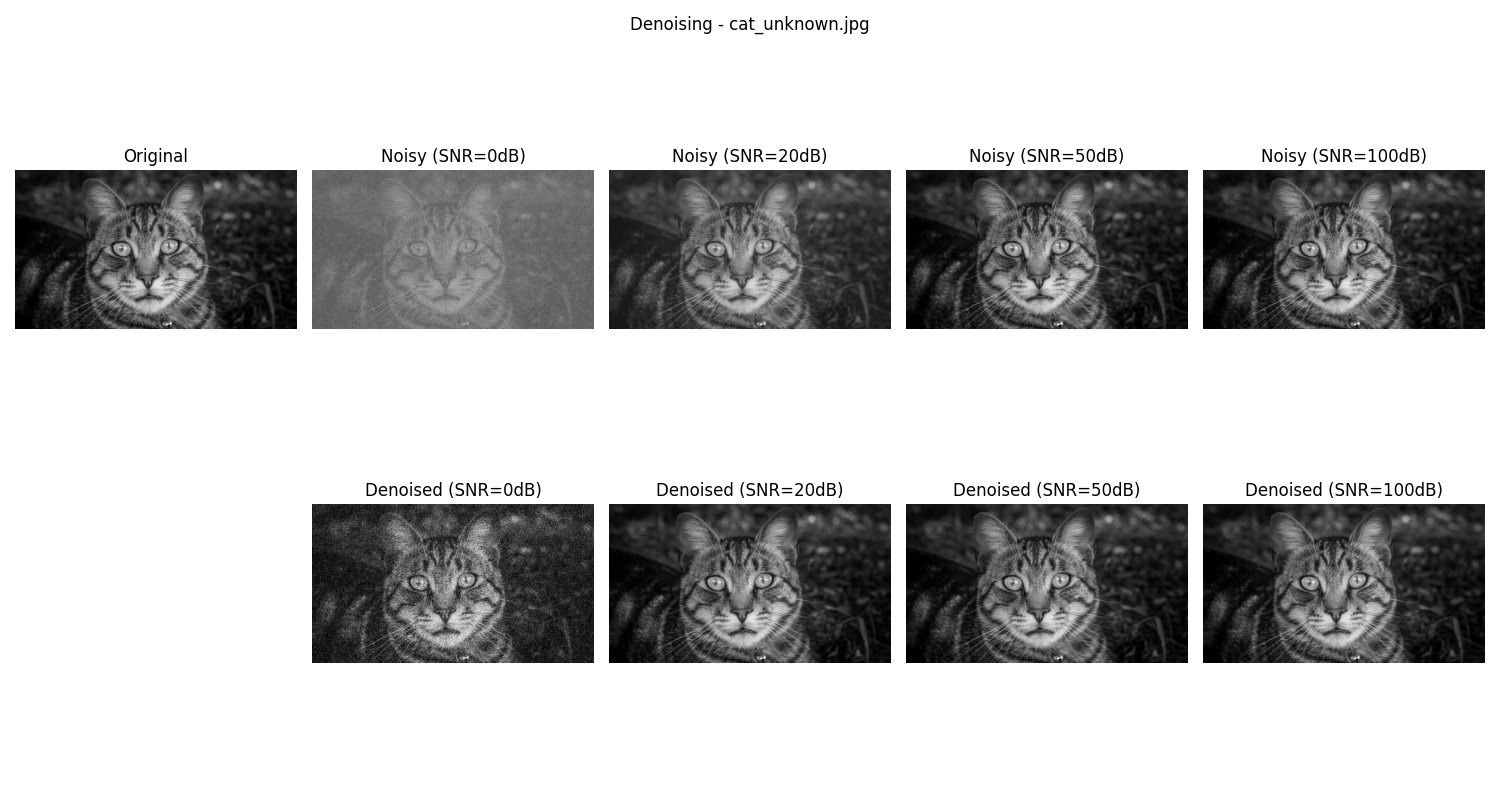 Denoising - cat_unknown.jpg
Original
Noisy (SNR=0dB)
Noisy (SNR=20dB)
Noisy (SNR=50dB)
Noisy (SNR=100dB)
Denoised (SNR=0dB)
Denoised (SNR=20dB)
Denoised (SNR=50dB)
Denoised (SNR=100dB)